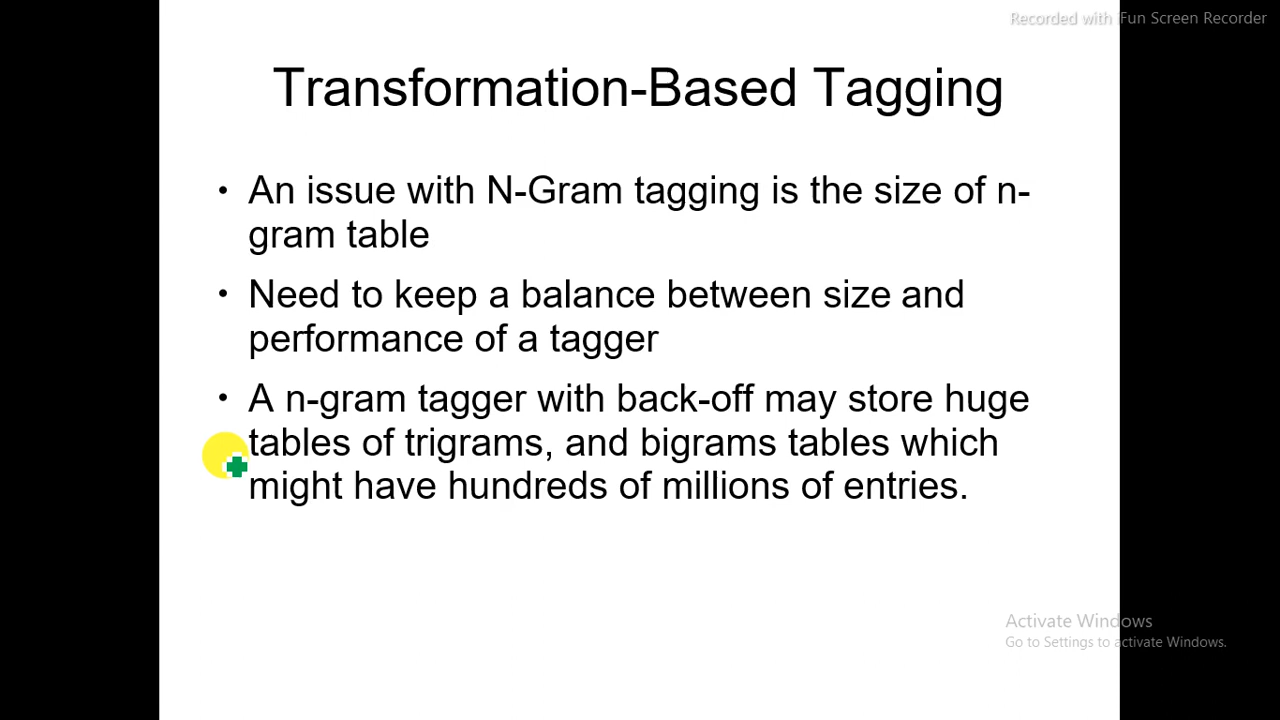 Recorded with iFun Screen Recorder
Transformation-Based Tagging
• An issue with N-Gram tagging is the size of n-
gram table
• Need to keep a balance between size and
performance of a tagger
• A n-gram tagger with back-off may store huge
tables of trigrams, and bigrams tables which
might have hundreds of millions of entries.
Activate Windows
Go to Settings to activate Windows.